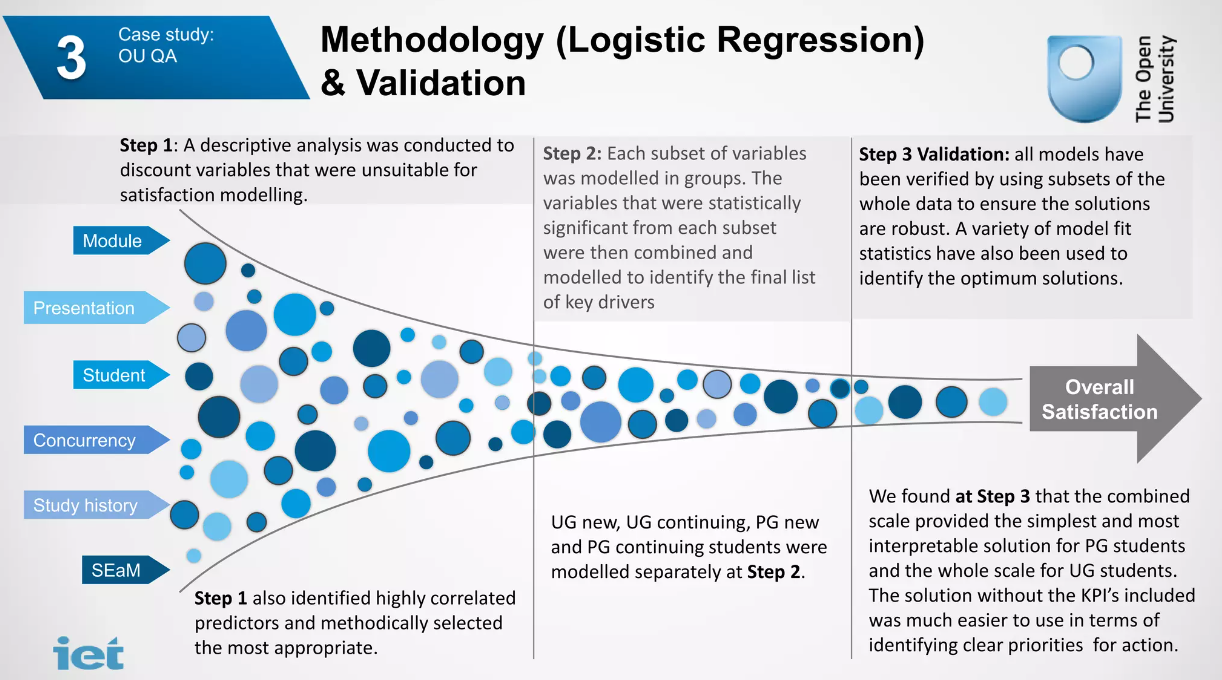 3
Case study:
OU QA
Methodology (Logistic Regression)
& Validation
The Open
University
Step 1: A descriptive analysis was conducted to
discount variables that were unsuitable for
satisfaction modelling.
Step 2: Each subset of variables
was modelled in groups. The
variables that were statistically
significant from each subset
were then combined and
modelled to identify the final list
of key drivers
Step 3 Validation: all models have
been verified by using subsets of the
whole data to ensure the solutions
are robust. A variety of model fit
statistics have also been used to
identify the optimum solutions.
Module
Presentation
Student
Concurrency
Study history
SEaM
Overall
Satisfaction
Step 1 also identified highly correlated
predictors and methodically selected
the most appropriate.
UG new, UG continuing, PG new
and PG continuing students were
modelled separately at Step 2.
We found at Step 3 that the combined
scale provided the simplest and most
interpretable solution for PG students
and the whole scale for UG students.
The solution without the KPI's included
was much easier to use in terms of
identifying clear priorities  for action.
iet